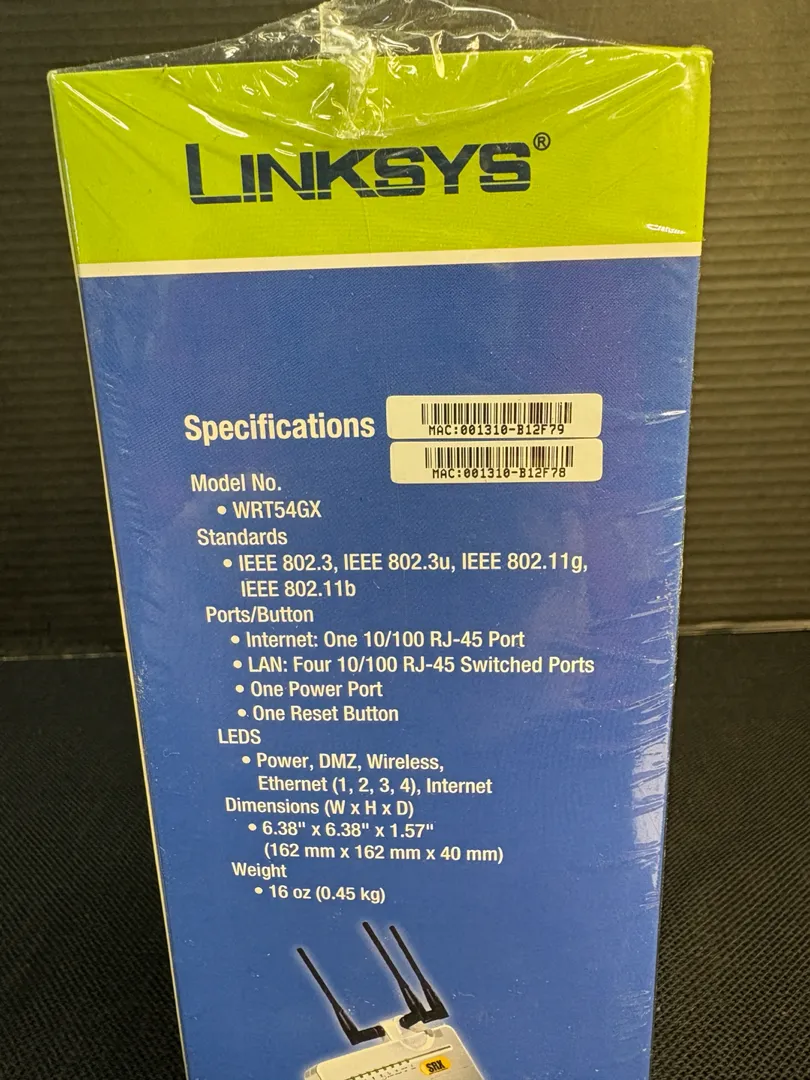 LINKSYS®
Specifications
MAC:001310-B12F79
MAC:001310-B12F78
Model No.
• WRT54GX
Standards
• IEEE 802.3, IEEE 802.3u, IEEE 802.11g,
IEEE 802.11b
Ports/Button
• Internet: One 10/100 RJ-45 Port
• LAN: Four 10/100 RJ-45 Switched Ports
• One Power Port
• One Reset Button
LEDS
• Power, DMZ, Wireless,
Ethernet (1, 2, 3, 4), Internet
Dimensions (W x H x D)
• 6.38" x 6.38" x 1.57"
(162 mm x 162 mm x 40 mm)
Weight
• 16 oz (0.45 kg)
SRX